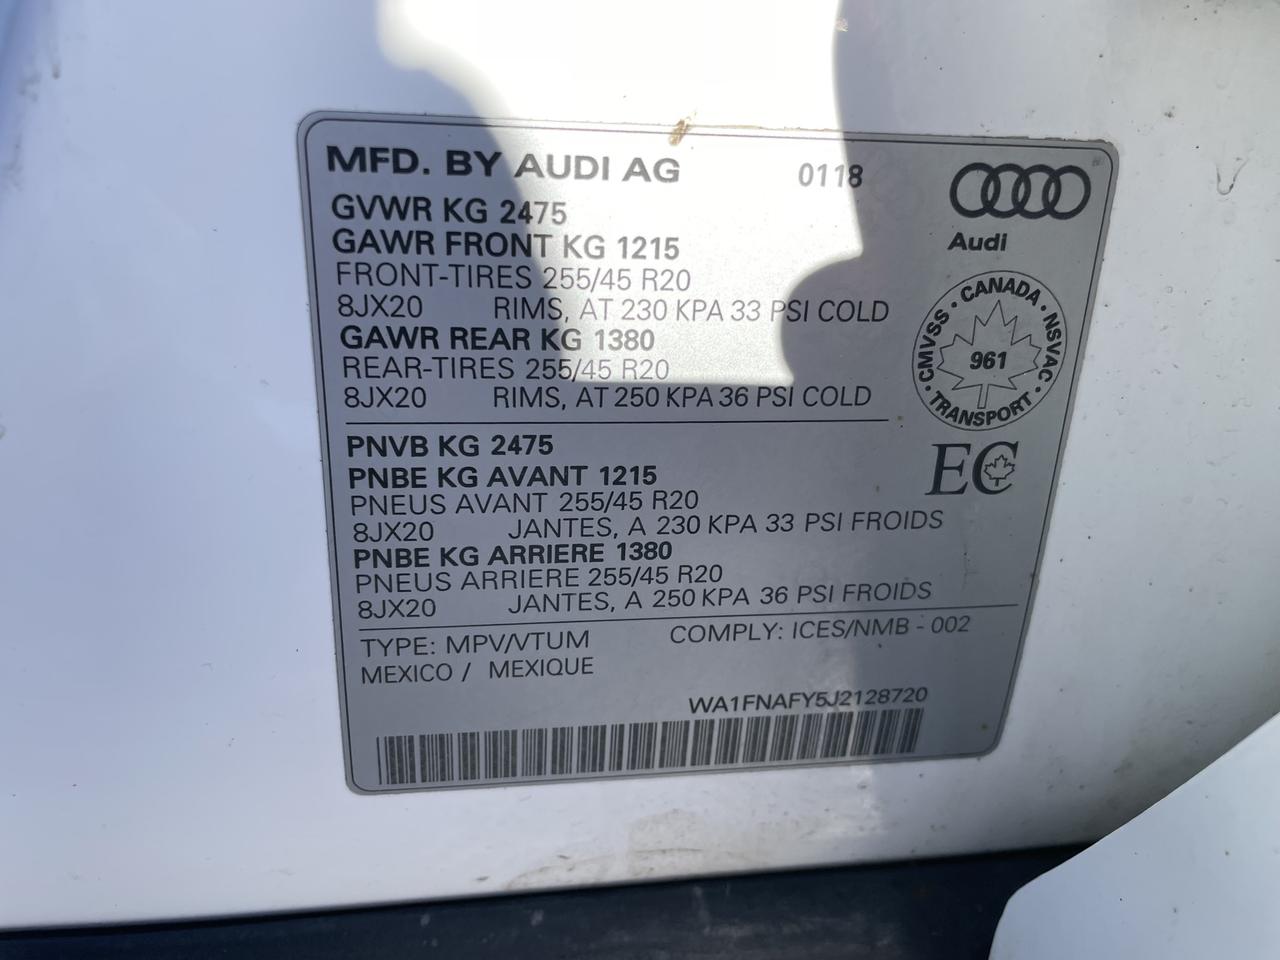 MFD. BY AUDI AG 0118
GVWR KG 2475
GAWR FRONT KG 1215
FRONT-TIRES 255/45 R20
8JX20 RIMS, AT 230 KPA 33 PSI COLD
GAWR REAR KG 1380
REAR-TIRES 255/45 R20
8JX20 RIMS, AT 250 KPA 36 PSI COLD
Audi
CMVSS • CANADA • NSVAC • TRANSPORT •
961
EC
PNVB KG 2475
PNBE KG AVANT 1215
PNEUS AVANT 255/45 R20
8JX20 JANTES, A 230 KPA 33 PSI FROIDS
PNBE KG ARRIERE 1380
PNEUS ARRIERE 255/45 R20
8JX20 JANTES, A 250 KPA 36 PSI FROIDS
TYPE: MPV/VTUM COMPLY: ICES/NMB - 002
MEXICO / MEXIQUE
WA1FNAFY5J2128720